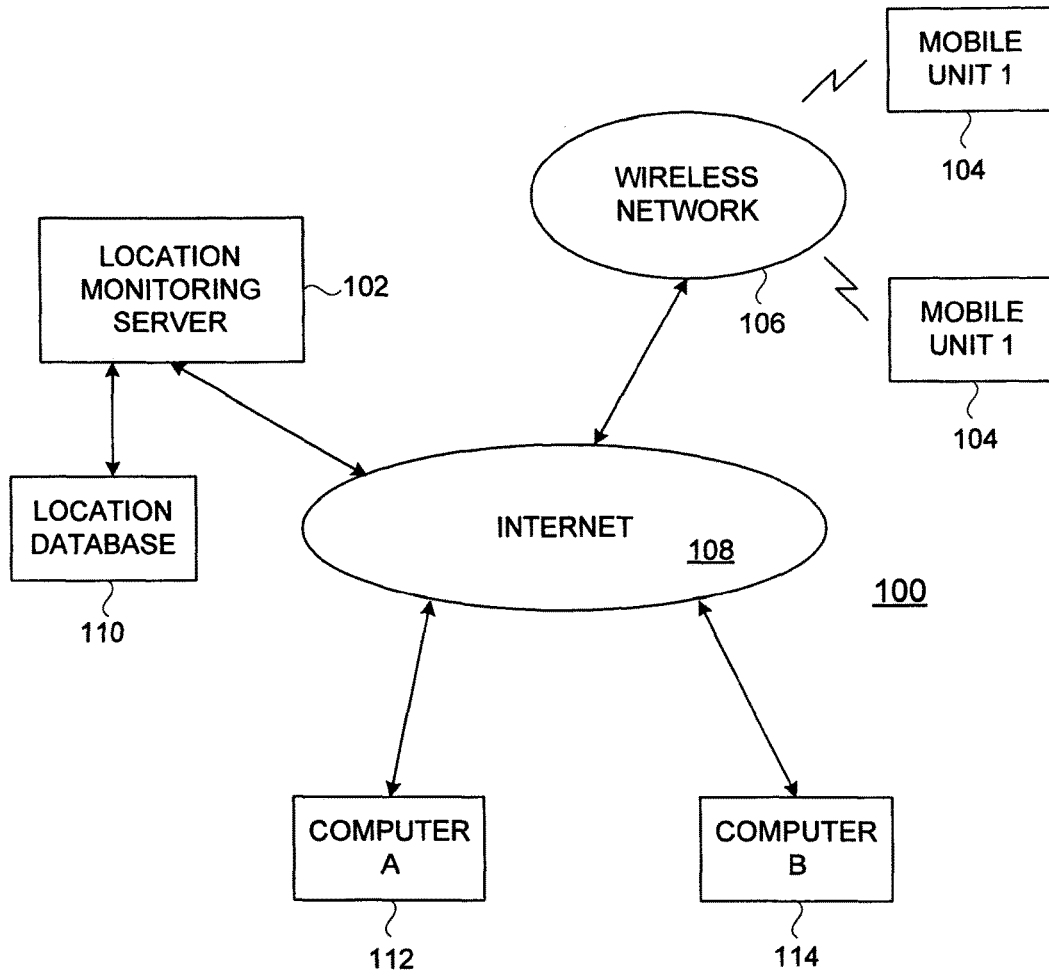 MOBILE
UNIT 1
104
WIRELESS
NETWORK
106
LOCATION
MONITORING
SERVER
102
MOBILE
UNIT 1
104
LOCATION
DATABASE
110
INTERNET
108
100
COMPUTER
A
112
COMPUTER
B
114